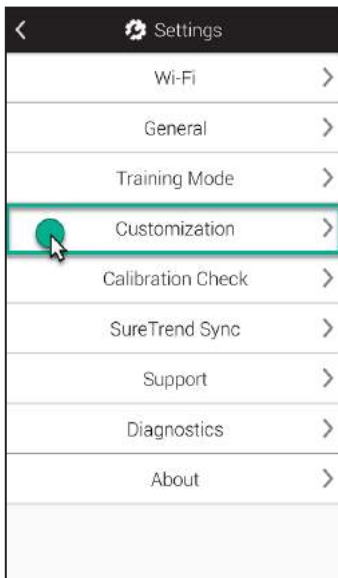 Settings
Wi-Fi
General
Training Mode
Customization
Calibration Check
SureTrend Sync
Support
Diagnostics
About